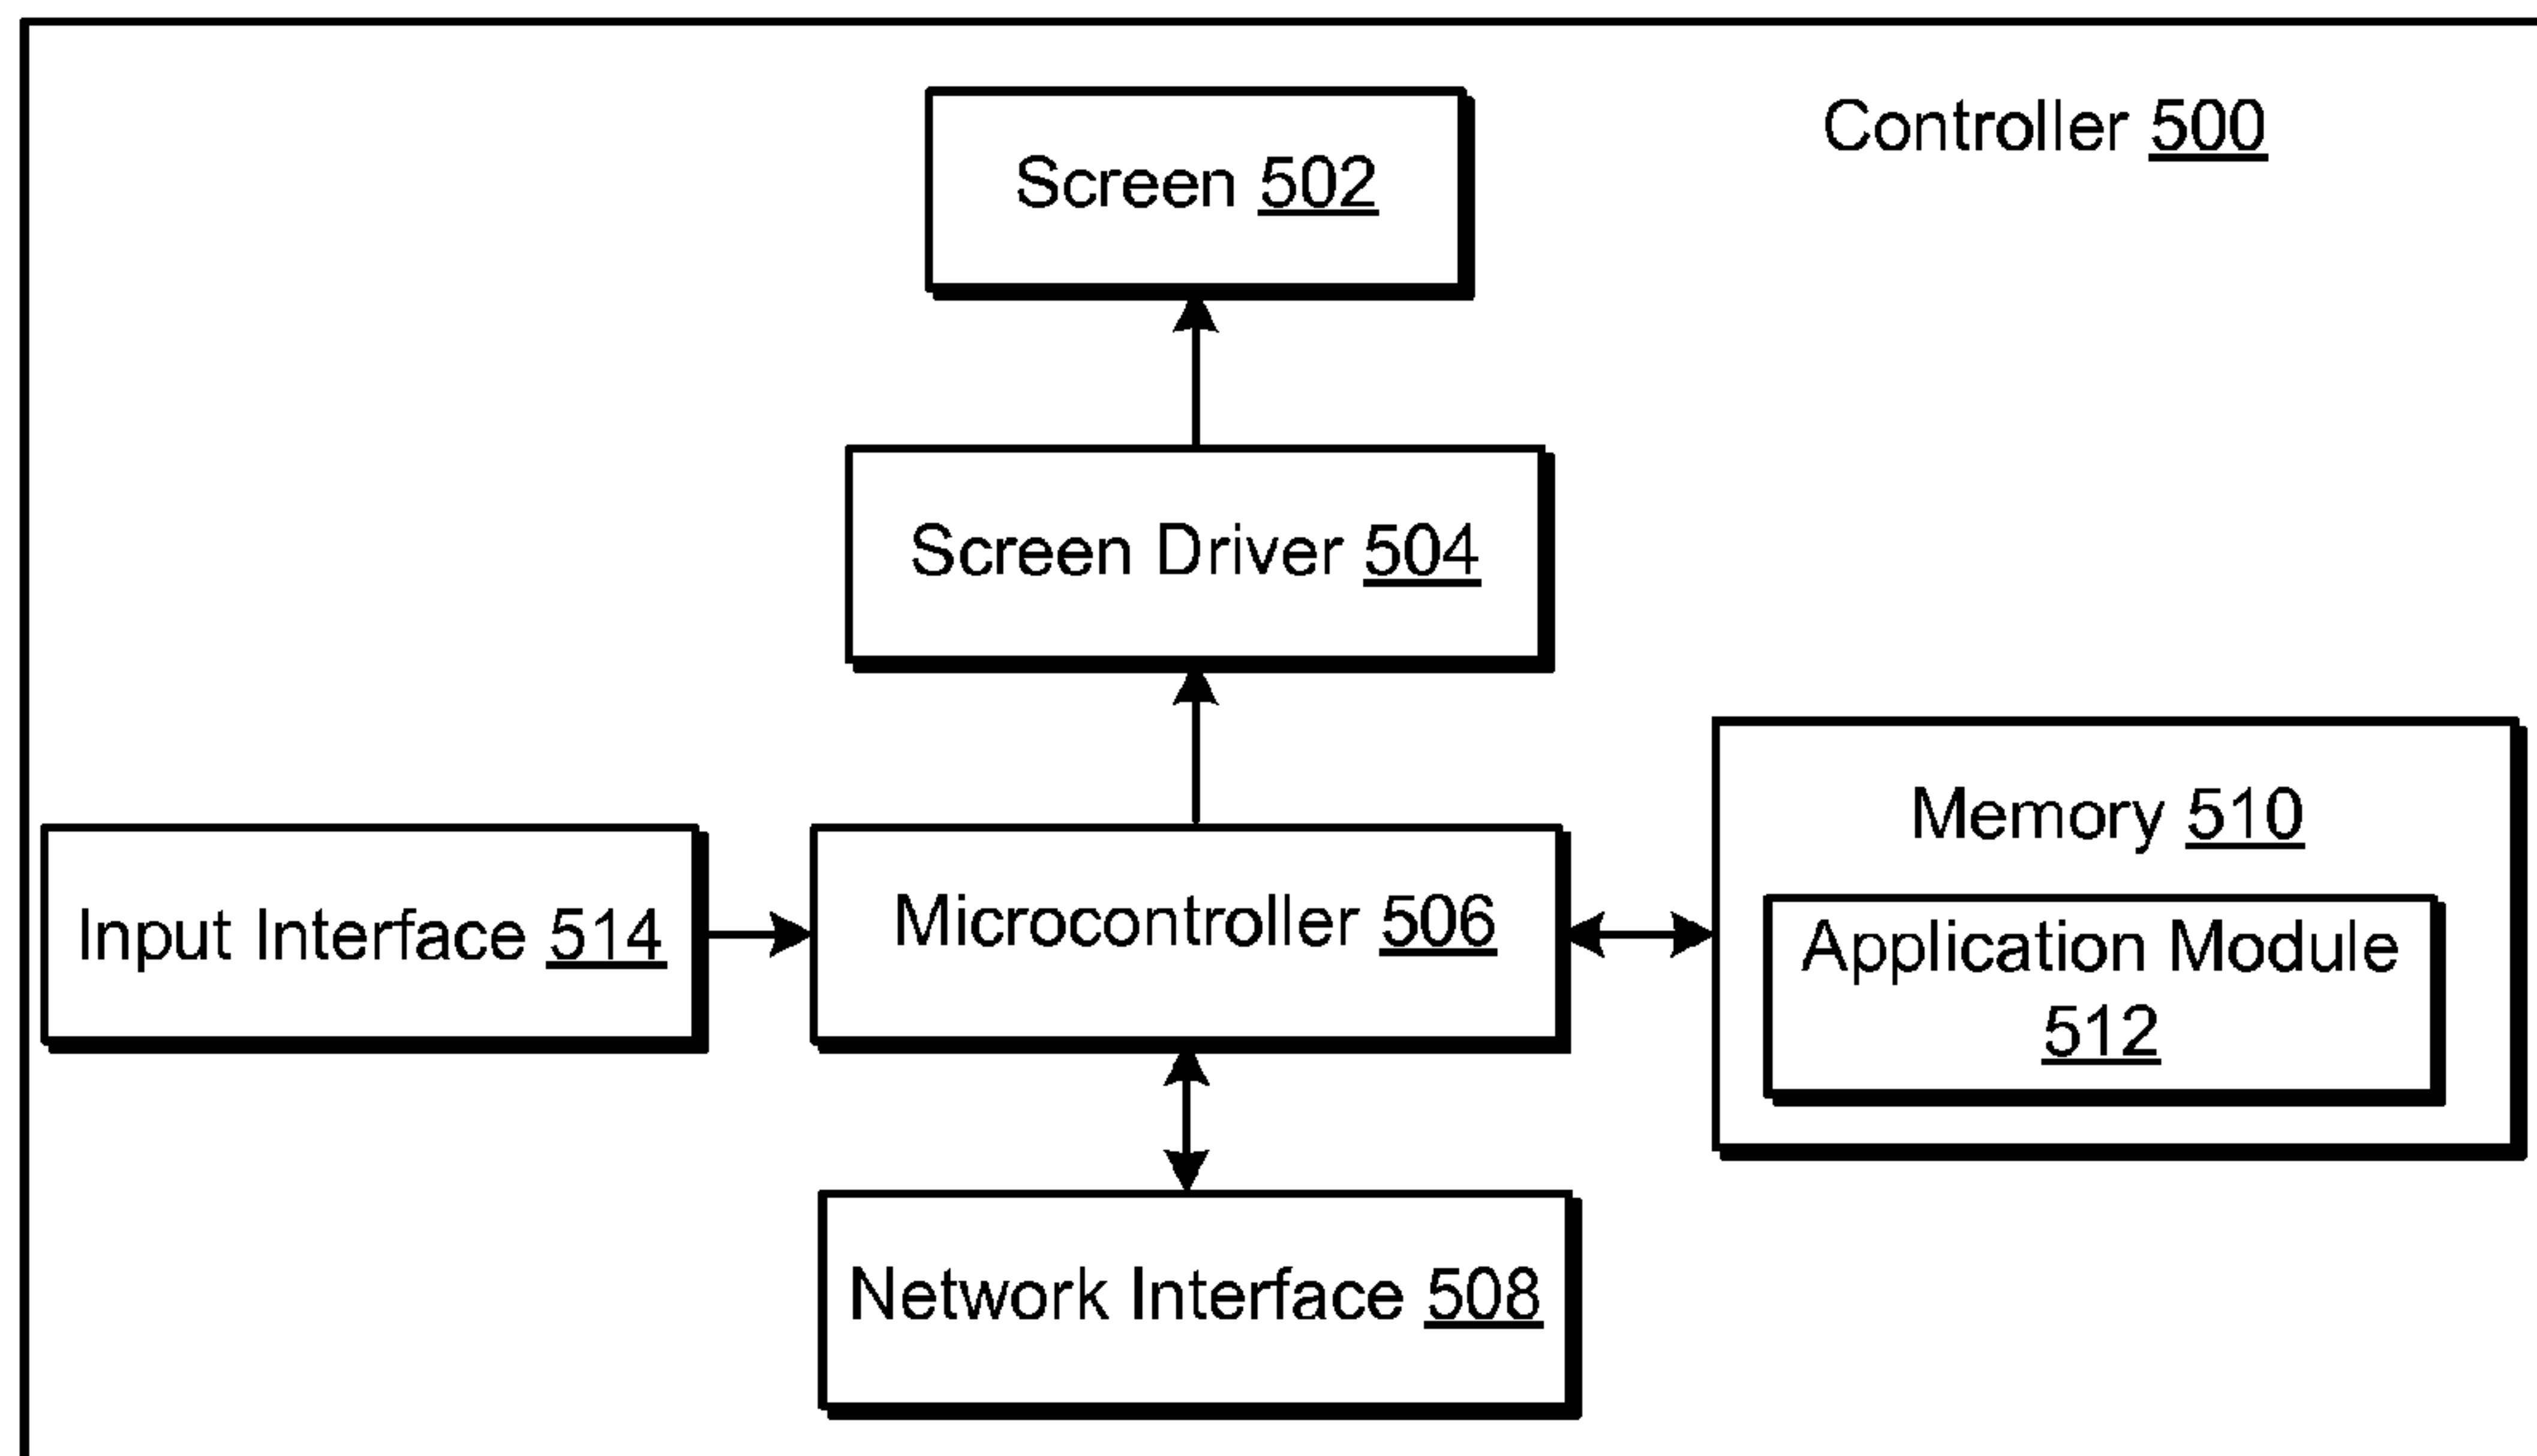 Controller 500
Screen 502
Screen Driver 504
Memory 510
Input Interface 514
Microcontroller 506
Application Module
512
Network Interface 508